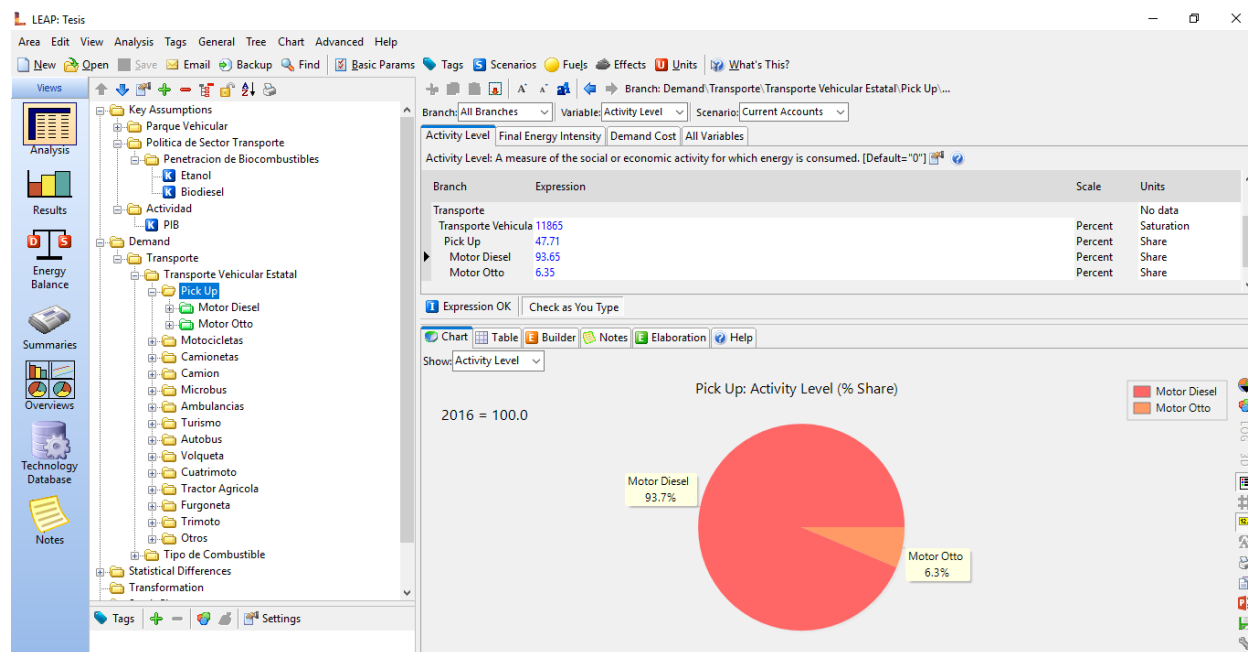 LEAP: Tesis
Area Edit View Analysis Tags General Tree Chart Advanced Help
New Open Save Email Backup Find Basic Params Tags Scenarios Fuels Effects Units What's This?
Views
Analysis
Results
Energy
Balance
Summaries
Overviews
Technology
Database
Notes
Key Assumptions
Parque Vehicular
Politica de Sector Transporte
Penetracion de Biocombustibles
Etanol
Biodiesel
Actividad
PIB
Demand
Transporte
Transporte Vehicular Estatal
Pick Up
Motor Diesel
Motor Otto
Motocicletas
Camionetas
Camion
Microbus
Ambulancias
Turismo
Autobus
Volqueta
Cuatrimoto
Tractor Agricola
Furgoneta
Trimoto
Otros
Tipo de Combustible
Statistical Differences
Transformation
Tags Settings
Branch: Demand\Transporte\Transporte Vehicular Estatal\Pick Up\...
Branch: All Branches Variable: Activity Level Scenario: Current Accounts
Activity Level Final Energy Intensity Demand Cost All Variables
Activity Level: A measure of the social or economic activity for which energy is consumed. [Default="0"]
Branch Expression Scale Units
Transporte No data
Transporte Vehicula 11865 Percent Saturation
Pick Up 47.71 Percent Share
Motor Diesel 93.65 Percent Share
Motor Otto 6.35 Percent Share
Expression OK Check as You Type
Chart Table Builder Notes Elaboration Help
Show: Activity Level
Pick Up: Activity Level (% Share)
2016 = 100.0
Motor Diesel
Motor Otto
Motor Diesel
93.7%
Motor Otto
6.3%
LOG
3D